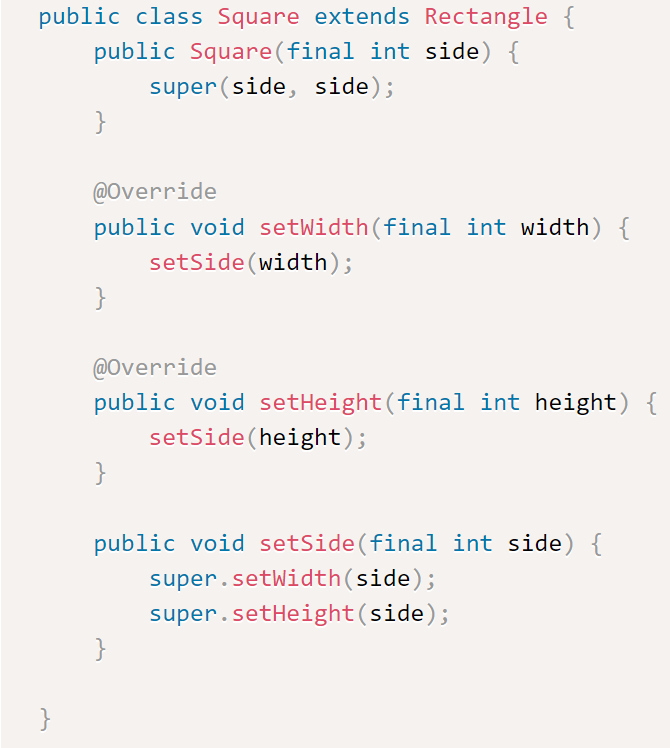 public class Square extends Rectangle {
    public Square(final int side) {
        super(side, side);
    }

    @Override
    public void setWidth(final int width) {
        setSide(width);
    }

    @Override
    public void setHeight(final int height) {
        setSide(height);
    }

    public void setSide(final int side) {
        super.setWidth(side);
        super.setHeight(side);
    }

}